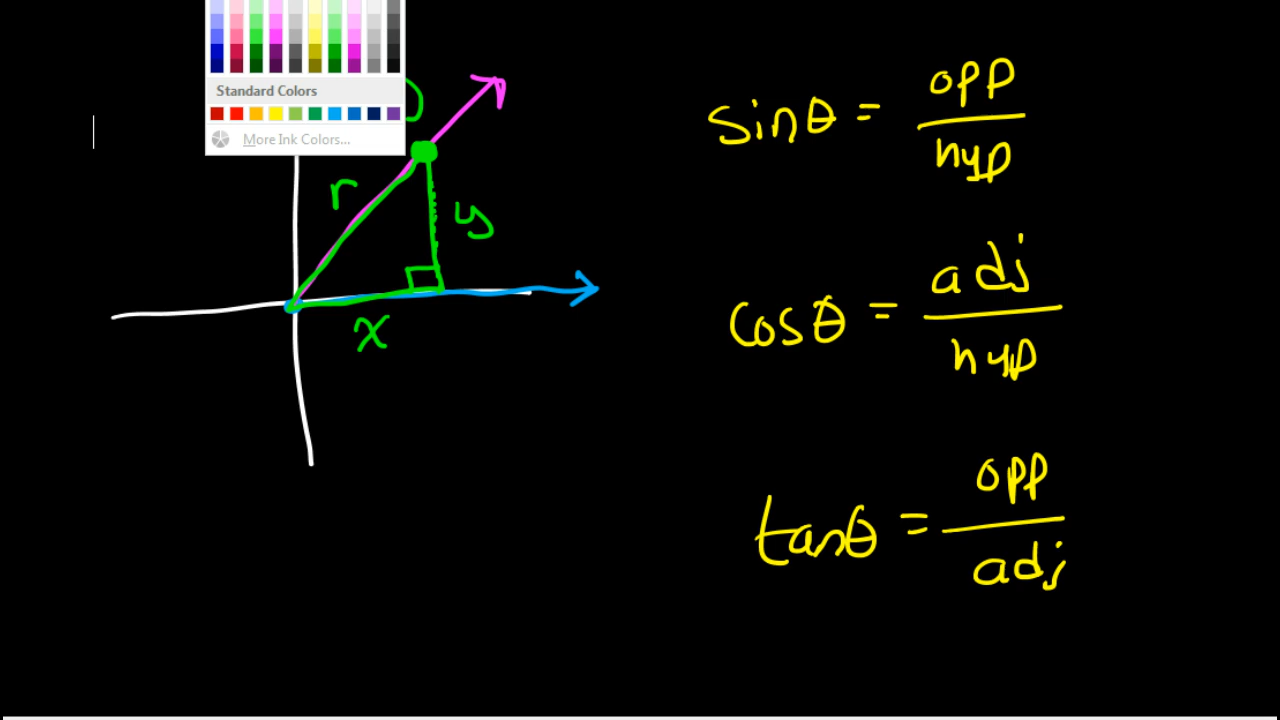 Standard Colors
More Ink Colors...
)
r
y
x
sinθ = opp
hyp
cosθ = adj
hyp
tanθ = opp
adj